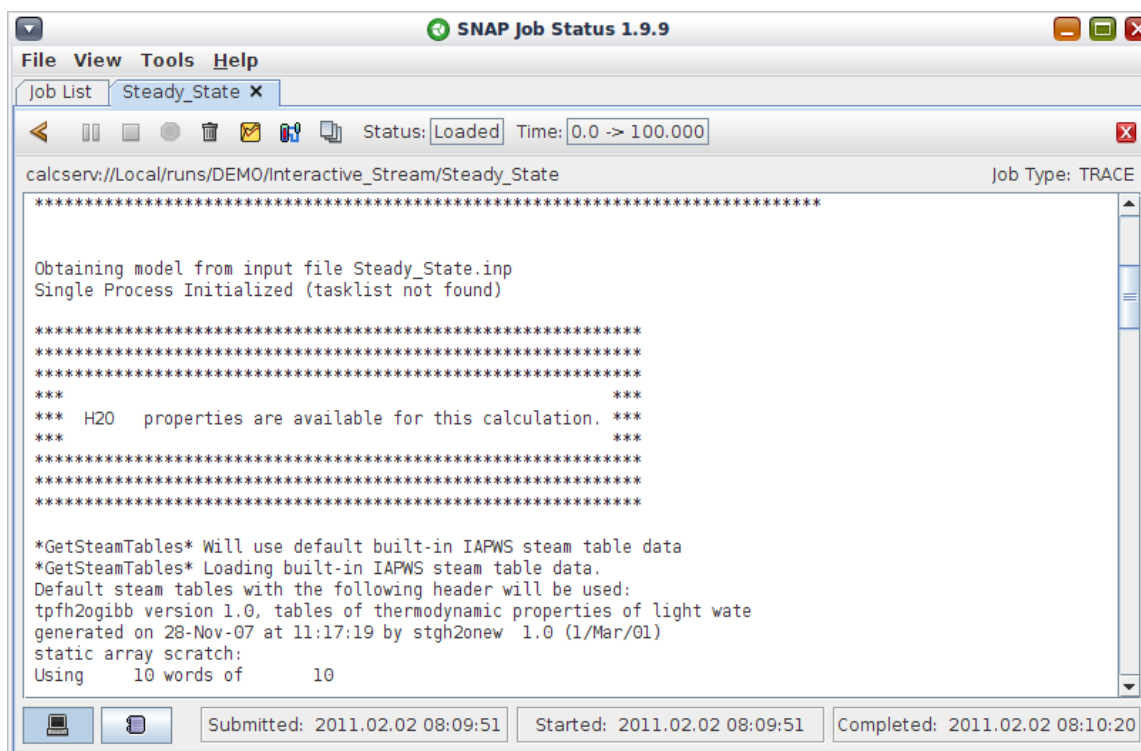 SNAP Job Status 1.9.9
File View Tools Help
Job List Steady_State
Status: Loaded Time: 0.0 -> 100.000
calcserv://Local/runs/DEMO/Interactive_Stream/Steady_State Job Type: TRACE
*******************************************************************************
Obtaining model from input file Steady_State.inp
Single Process Initialized (tasklist not found)
*************************************************************
*************************************************************
*************************************************************
*** ***
*** H2O properties are available for this calculation. ***
*** ***
*************************************************************
*************************************************************
*************************************************************
*GetSteamTables* Will use default built-in IAPWS steam table data
*GetSteamTables* Loading built-in IAPWS steam table data.
Default steam tables with the following header will be used:
tpfh2ogibb version 1.0, tables of thermodynamic properties of light wate
generated on 28-Nov-07 at 11:17:19 by stgh2onew 1.0 (1/Mar/01)
static array scratch:
Using 10 words of 10
Submitted: 2011.02.02 08:09:51 Started: 2011.02.02 08:09:51 Completed: 2011.02.02 08:10:20